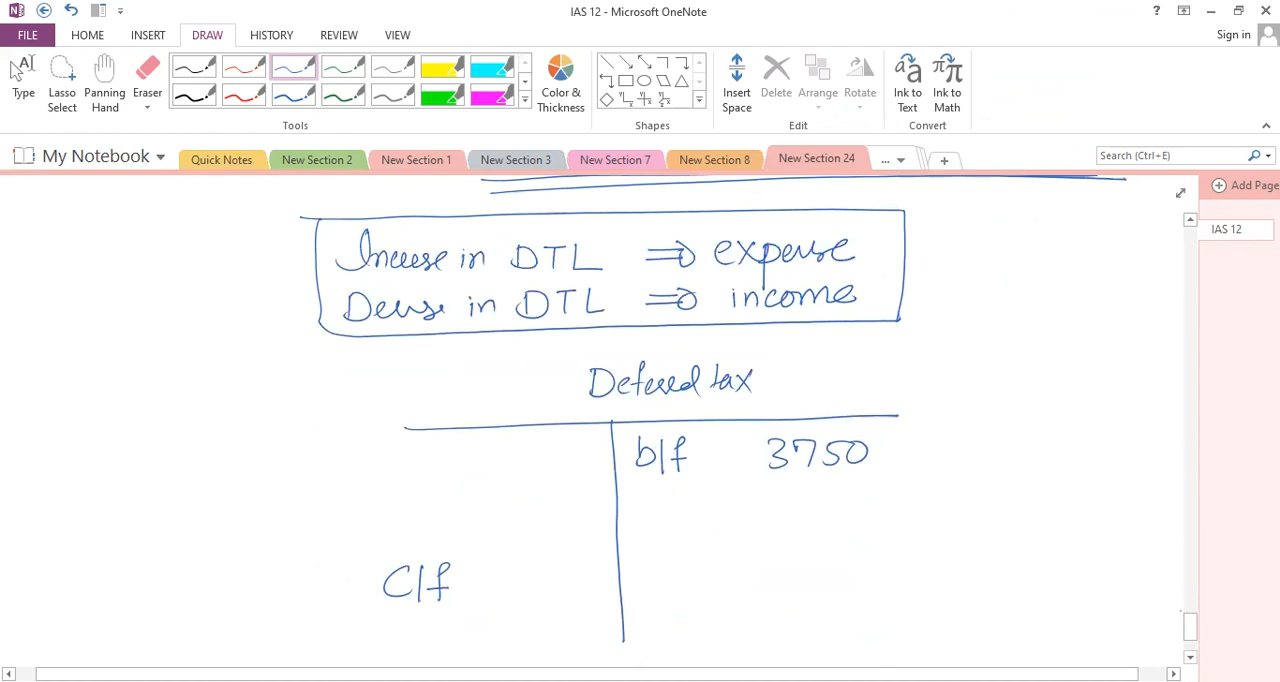 IAS 12 - Microsoft OneNote
? Sign in
FILE HOME INSERT DRAW HISTORY REVIEW VIEW
Type Lasso Select Panning Hand Eraser Color & Thickness Insert Space Delete Arrange Rotate Ink to Text Ink to Math
Tools Shapes Edit Convert
My Notebook Quick Notes New Section 2 New Section 1 New Section 3 New Section 7 New Section 8 New Section 24 ... + Search (Ctrl+E)
Add Page
IAS 12
Increse in DTL ⇒ expense
Decrse in DTL ⇒ income
Deferred tax
b/f 3750
C/f